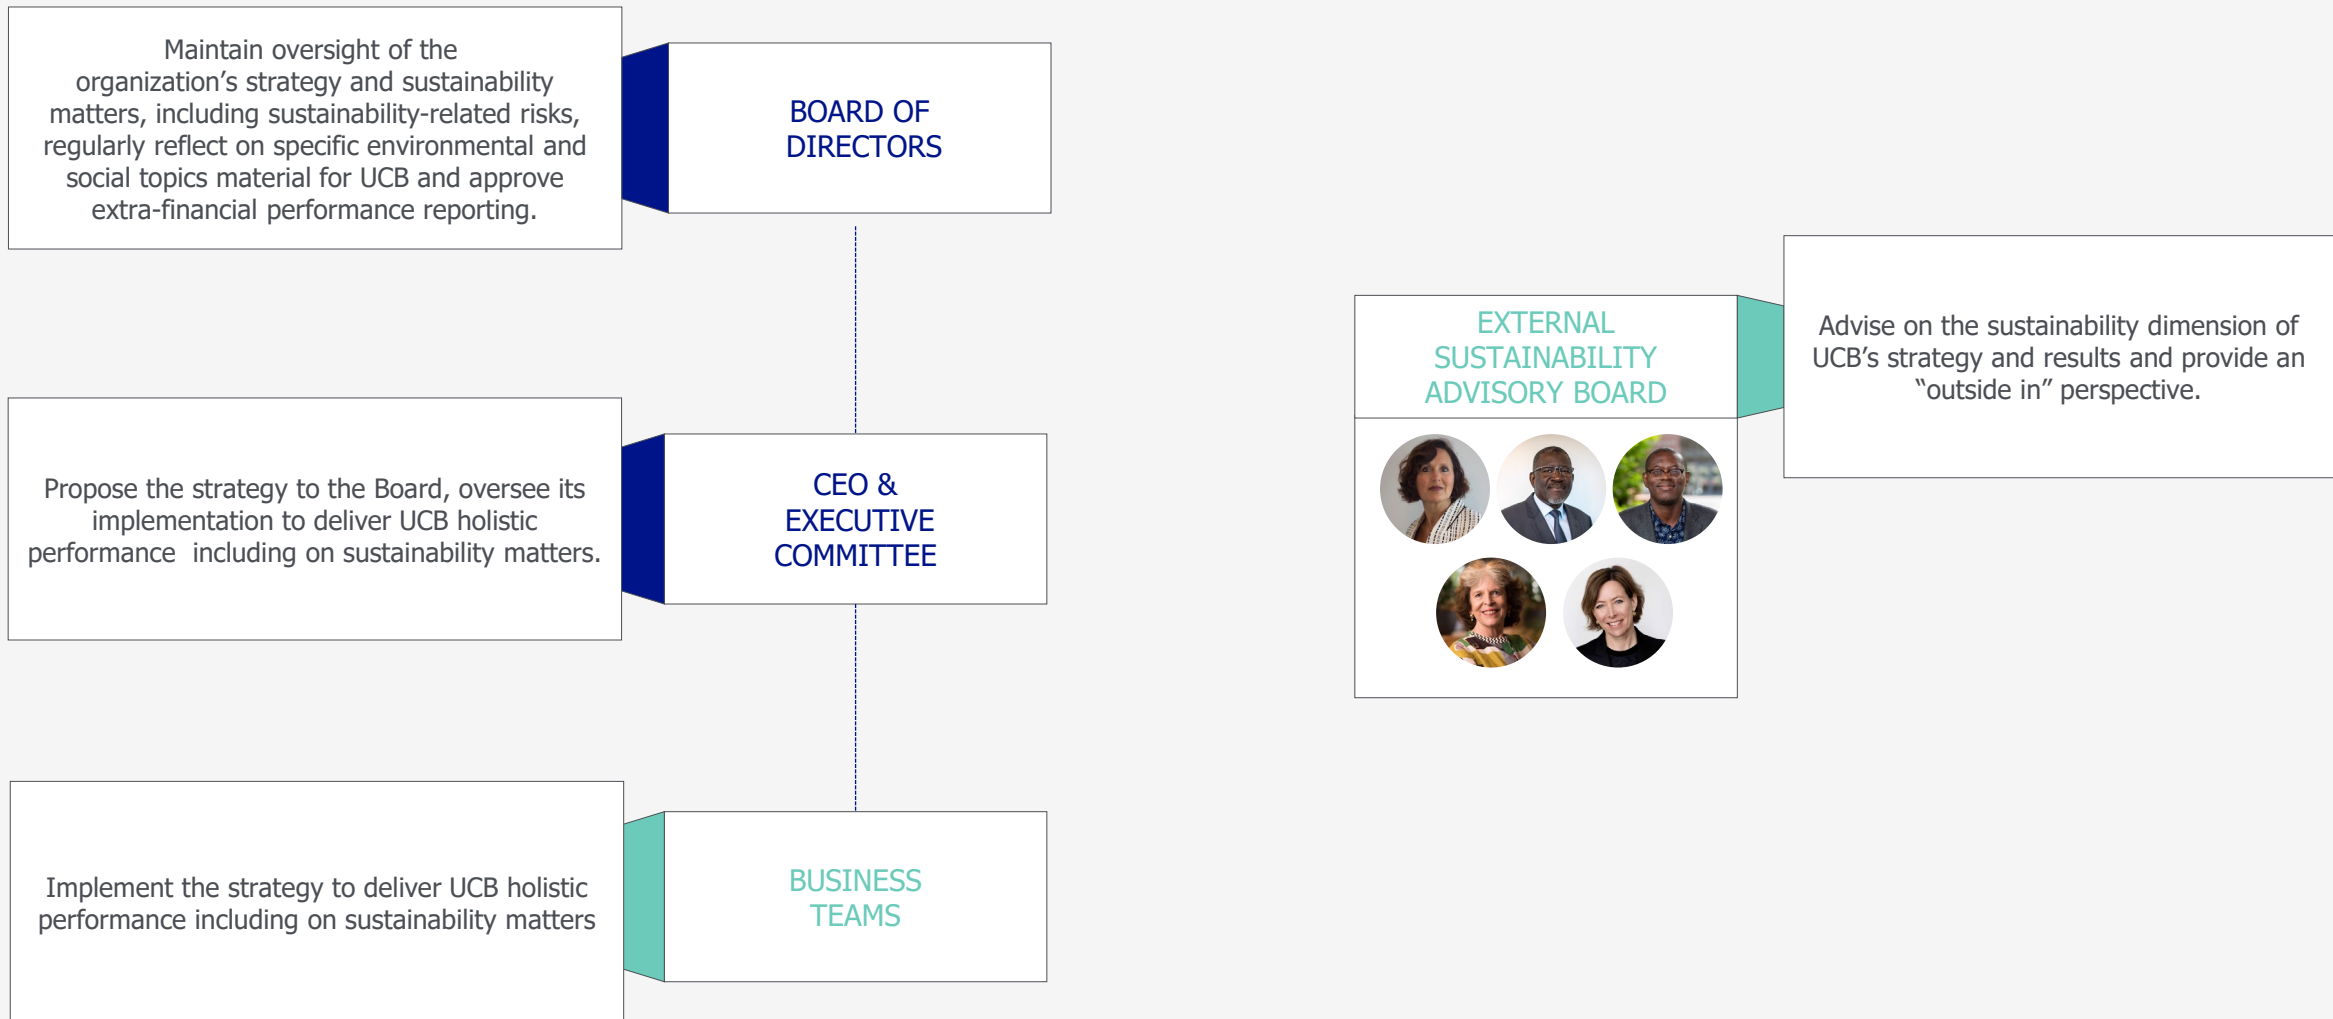 Maintain oversight of the
organization’s strategy and sustainability
matters, including sustainability-related risks,
regularly reflect on specific environmental and
social topics material for UCB and approve
extra-financial performance reporting.
BOARD OF
DIRECTORS
EXTERNAL
SUSTAINABILITY
ADVISORY BOARD
Advise on the sustainability dimension of
UCB’s strategy and results and provide an
“outside in” perspective.
Propose the strategy to the Board, oversee its
implementation to deliver UCB holistic
performance  including on sustainability matters.
CEO &
EXECUTIVE
COMMITTEE
Implement the strategy to deliver UCB holistic
performance including on sustainability matters
BUSINESS
TEAMS